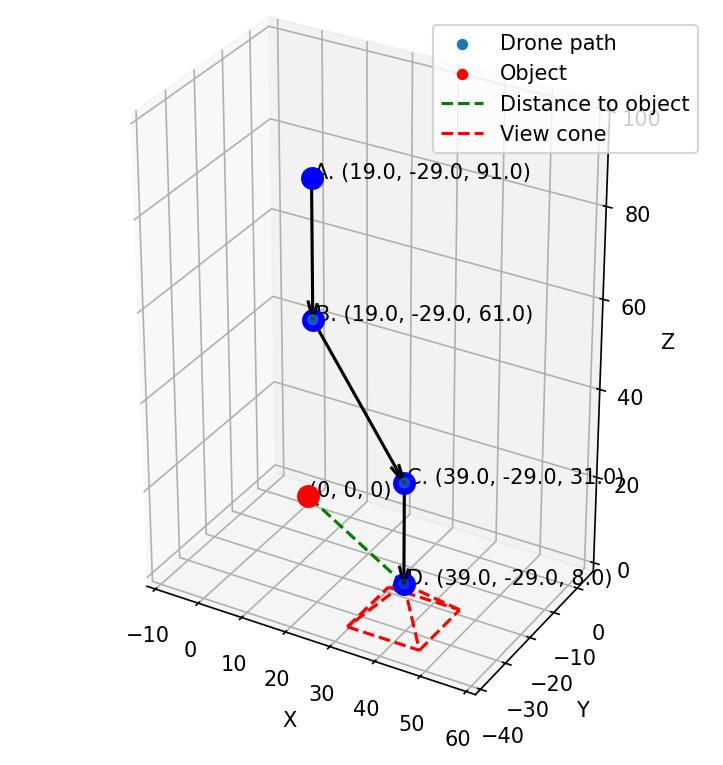 Drone path
Object
Distance to object
View cone
100
A. (19.0, -29.0, 91.0)
80
B. (19.0, -29.0, 61.0)
60
Z
40
C. (39.0, -29.0, 31.0)
20
(0, 0, 0)
D. (39.0, -29.0, 8.0)
0
−10
0
10
20
30
40
50
60
X
0
−10
−20
−30
−40
Y